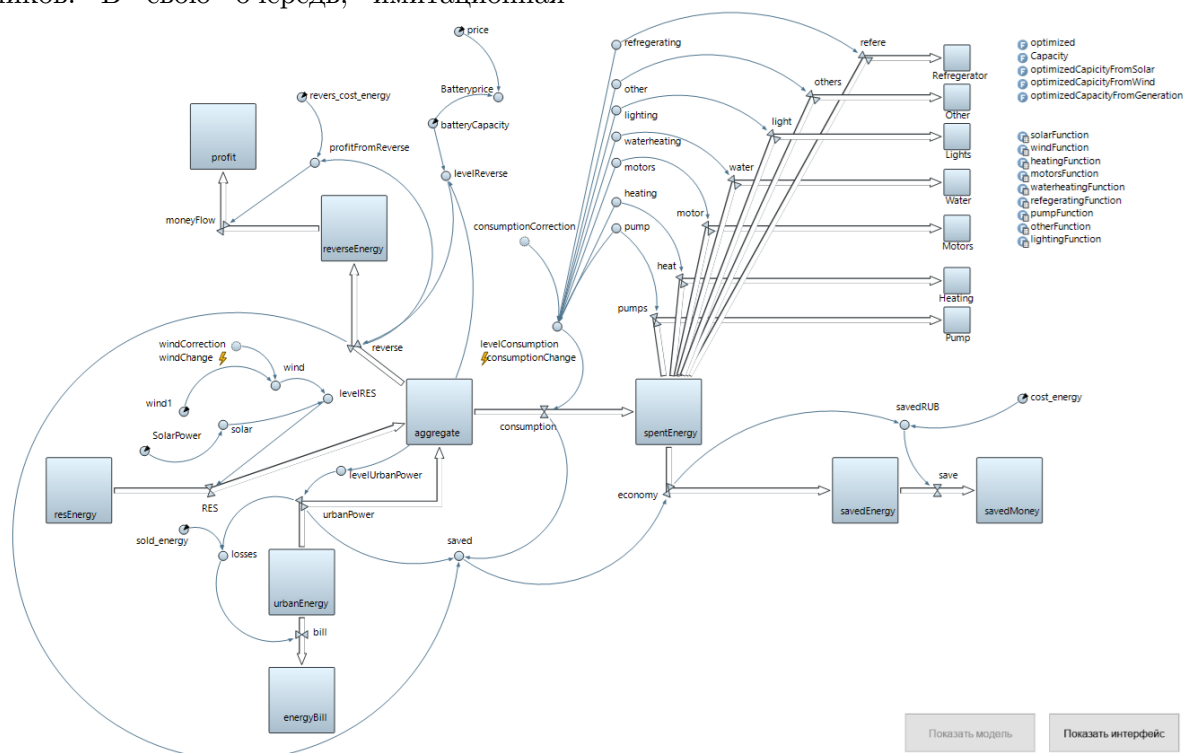 ников. В свою очередь, имитационная
price
refregerating
refere
optimized
Capacity
optimizedCapicityFromSolar
optimizedCapicityFromWind
optimizedCapacityFromGeneration
Refregerator
revers_cost_energy
Batteryprice
other
others
Other
batteryCapacity
lighting
light
Lights
profit
profitFromReverse
waterheating
solarFunction
windFunction
heatingFunction
motorsFunction
waterheatingFunction
refegeratingFunction
pumpFunction
otherFunction
lightingFunction
levelReverse
motors
water
Water
heating
moneyFlow
reverseEnergy
consumptionCorrection
pump
motor
Motors
heat
Heating
pumps
Pump
windCorrection
windChange
reverse
levelConsumption
consumptionChange
wind
wind1
levelRES
SolarPower
solar
aggregate
consumption
spentEnergy
savedRUB
cost_energy
levelUrbanPower
resEnergy
RES
urbanPower
economy
savedEnergy
save
savedMoney
sold_energy
losses
saved
urbanEnergy
bill
energyBill
Показать модель
Показать интерфейс